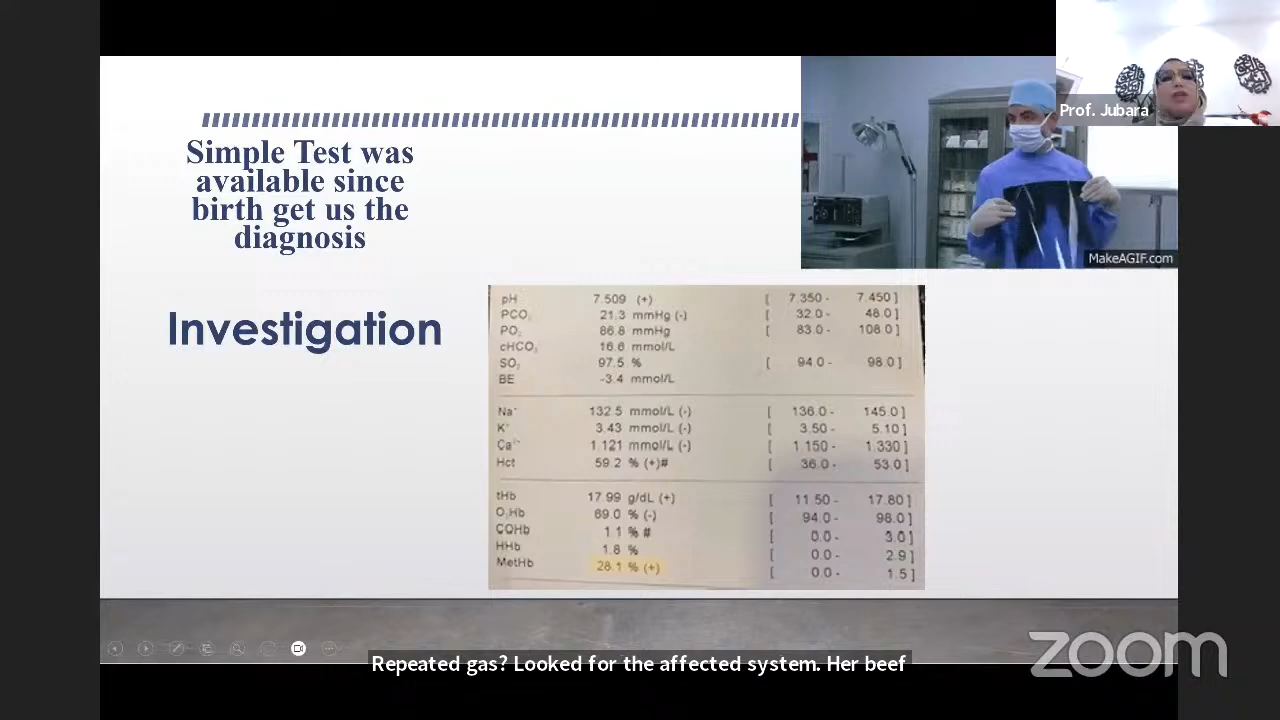 Prof. Jubara
Simple Test was
available since
birth get us the
diagnosis
MakeAGIF.com
Investigation
pH 7.509 (+) [ 7.350 - 7.450 ]
PCO₂ 21.3 mmHg (-) [ 32.0 - 48.0 ]
PO₂ 86.8 mmHg [ 83.0 - 108.0 ]
cHCO₃ 16.6 mmol/L
SO₂ 97.5 % [ 94.0 - 98.0 ]
BE -3.4 mmol/L
Na⁺ 132.5 mmol/L (-) [ 136.0 - 145.0 ]
K⁺ 3.43 mmol/L (-) [ 3.50 - 5.10 ]
Ca²⁺ 1.121 mmol/L (-) [ 1.150 - 1.330 ]
Hct 59.2 % (+)# [ 36.0 - 53.0 ]
tHb 17.99 g/dL (+) [ 11.50 - 17.80 ]
O₂Hb 69.0 % (-) [ 94.0 - 98.0 ]
COHb 1.1 % # [ 0.0 - 3.0 ]
HHb 1.8 % [ 0.0 - 2.9 ]
MetHb 28.1 % (+) [ 0.0 - 1.5 ]
Repeated gas? Looked for the affected system. Her beef
zoom